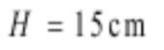 H = 15cm